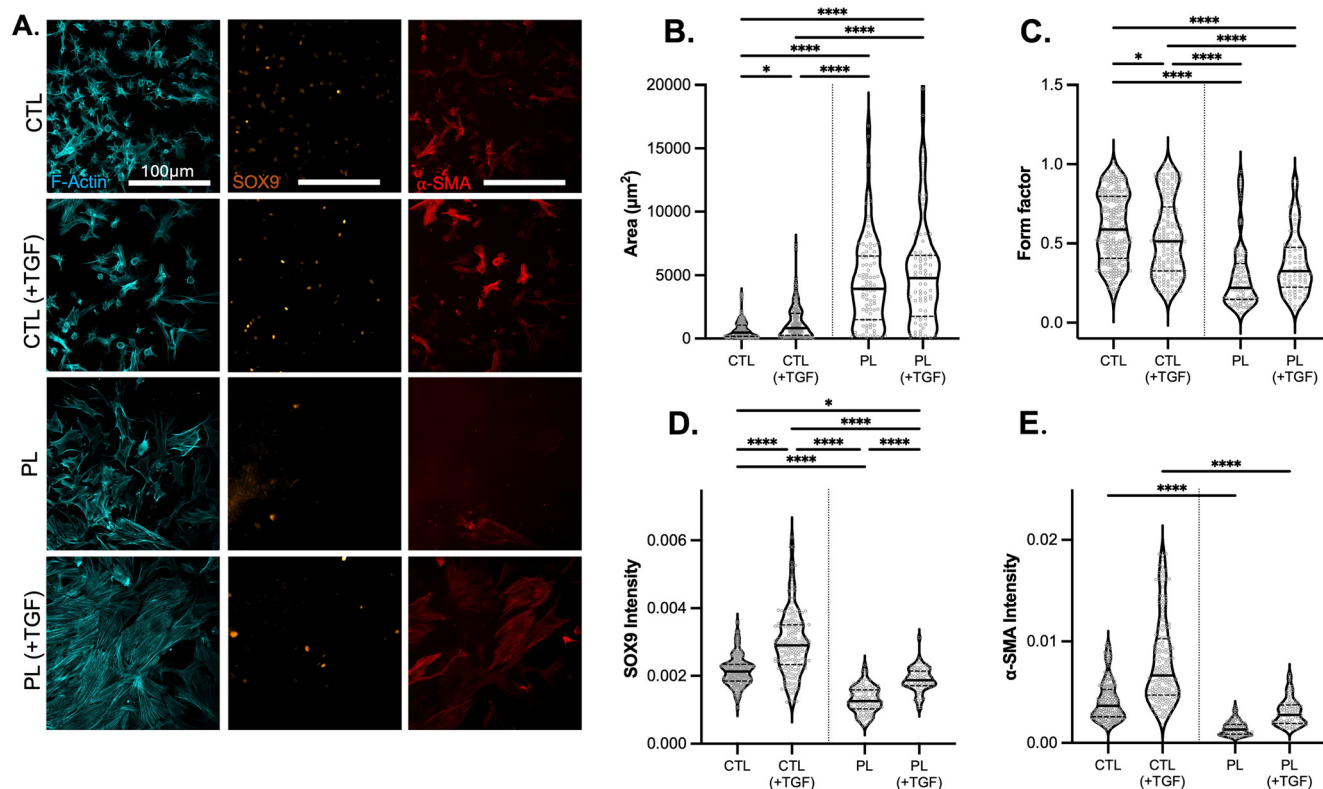 A.
CTL
F-Actin
100µm
SOX9
α-SMA
CTL (+TGF)
PL
PL (+TGF)
B.
****
****
****
* ****
Area (µm²)
20000
15000
10000
5000
0
CTL
CTL
(+TGF)
PL
PL
(+TGF)
C.
****
****
* ****
****
Form factor
1.5
1.0
0.5
0.0
CTL
CTL
(+TGF)
PL
PL
(+TGF)
D.
*
****
**** **** ****
****
SOX9 Intensity
0.006
0.004
0.002
0.000
CTL
CTL
(+TGF)
PL
PL
(+TGF)
E.
****
****
α-SMA Intensity
0.02
0.01
0.00
CTL
CTL
(+TGF)
PL
PL
(+TGF)